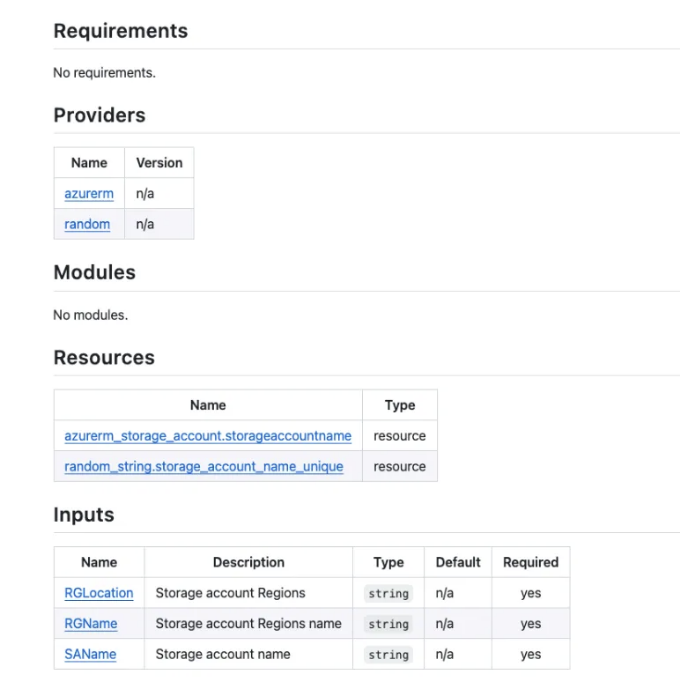 Requirements
No requirements.
Providers
Name Version
azurerm n/a
random n/a
Modules
No modules.
Resources
Name Type
azurerm_storage_account.storageaccountname resource
random_string.storage_account_name_unique resource
Inputs
Name Description Type Default Required
RGLocation Storage account Regions string n/a yes
RGName Storage account Regions name string n/a yes
SAName Storage account name string n/a yes